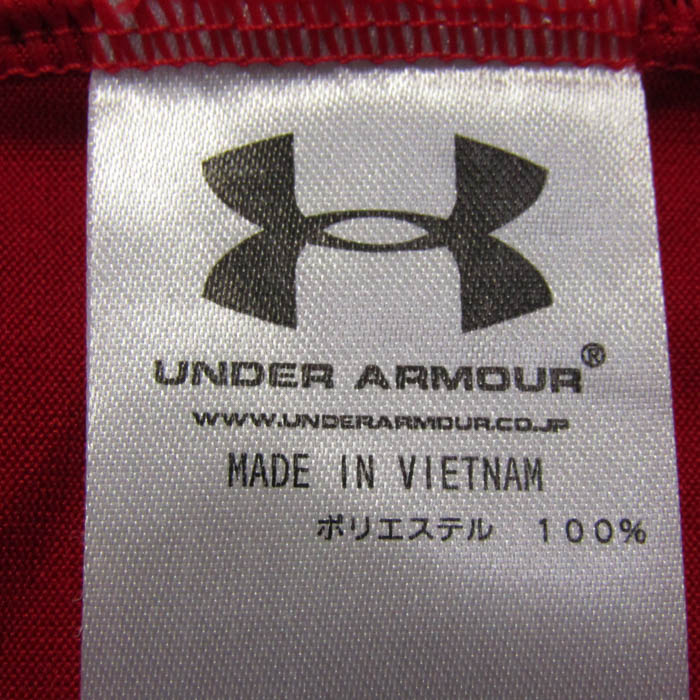 UNDER ARMOUR®
WWW.UNDERARMOUR.CO.JP
MADE IN VIETNAM
ポリエステル 100%